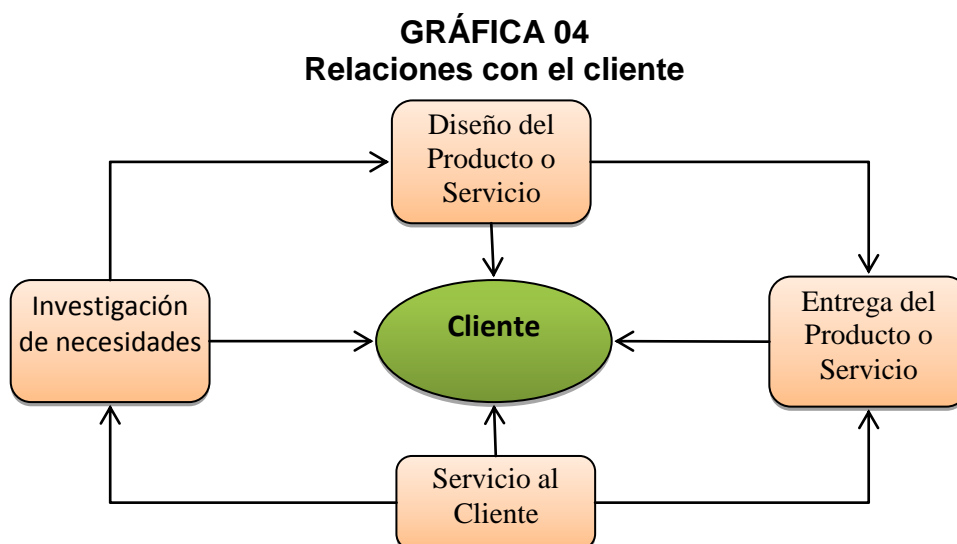 GRÁFICA 04
Relaciones con el cliente
Diseño del
Producto o
Servicio
Investigación
de necesidades
Cliente
Entrega del
Producto o
Servicio
Servicio al
Cliente